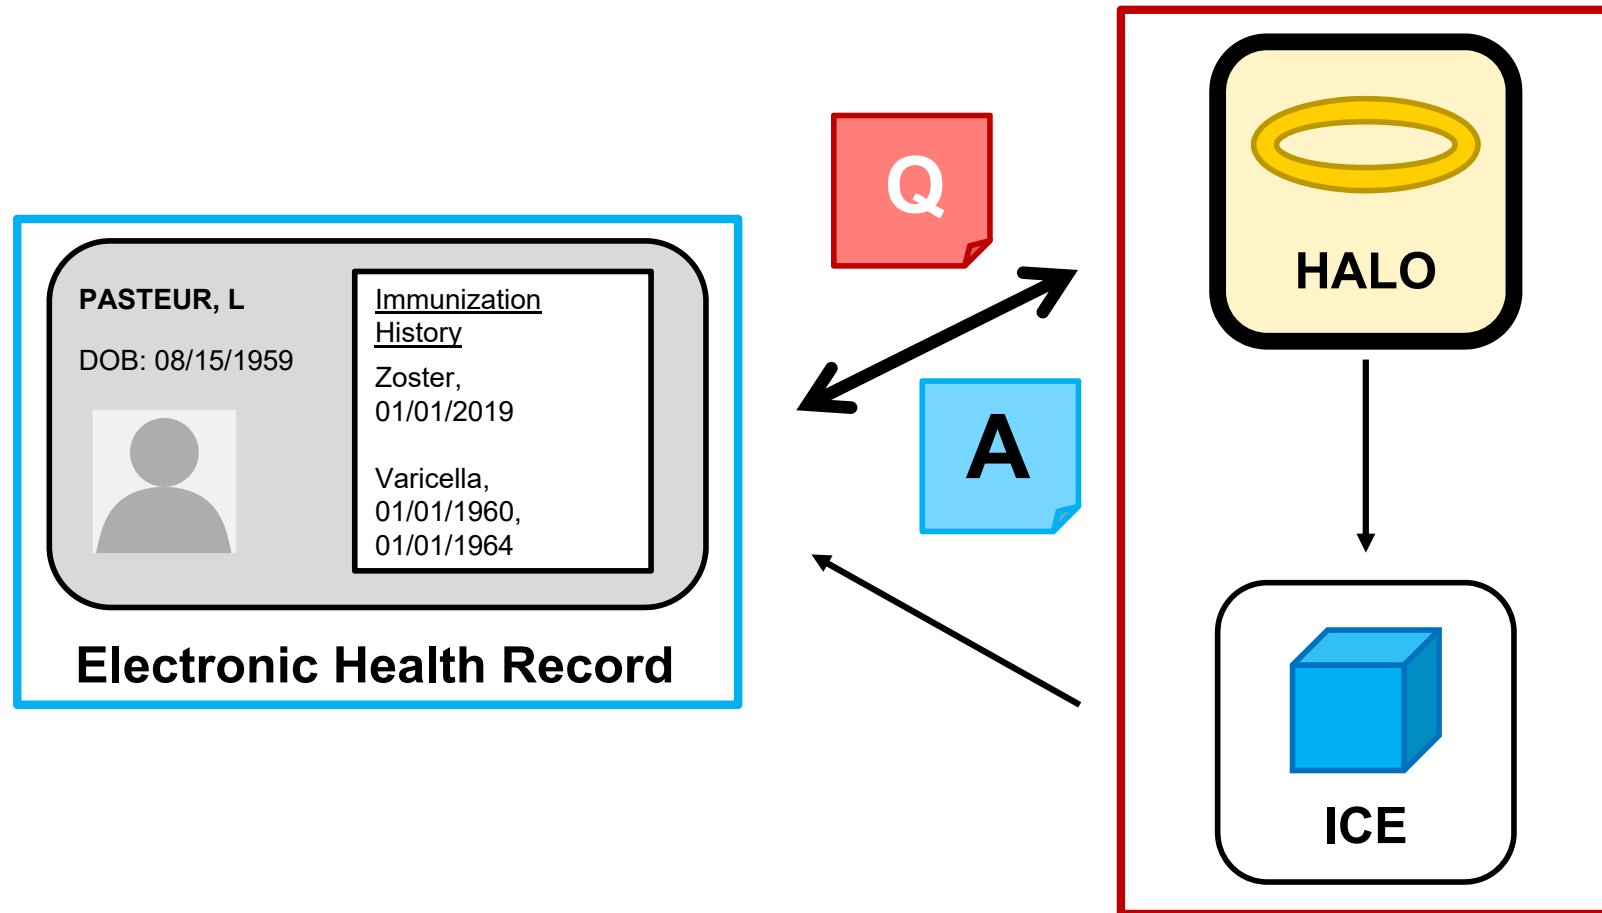 PASTEUR, L
DOB: 08/15/1959
Immunization
History
Zoster,
01/01/2019
Varicella,
01/01/1960,
01/01/1964
Electronic Health Record
Q
A
HALO
ICE